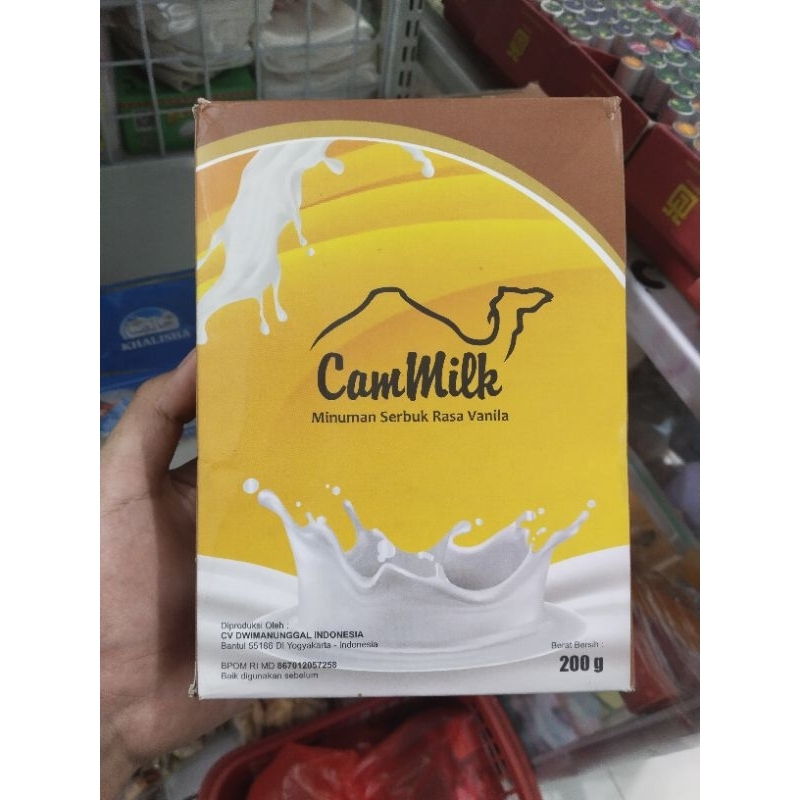 KHALISHA
CamMilk
Minuman Serbuk Rasa Vanila
Diproduksi Oleh :
CV DWIMANUNGGAL INDONESIA
Bantul 55186 DI Yogyakarta - Indonesia
BPOM RI MD 867012057258
Baik digunakan sebelum
Berat Bersih :
200 g